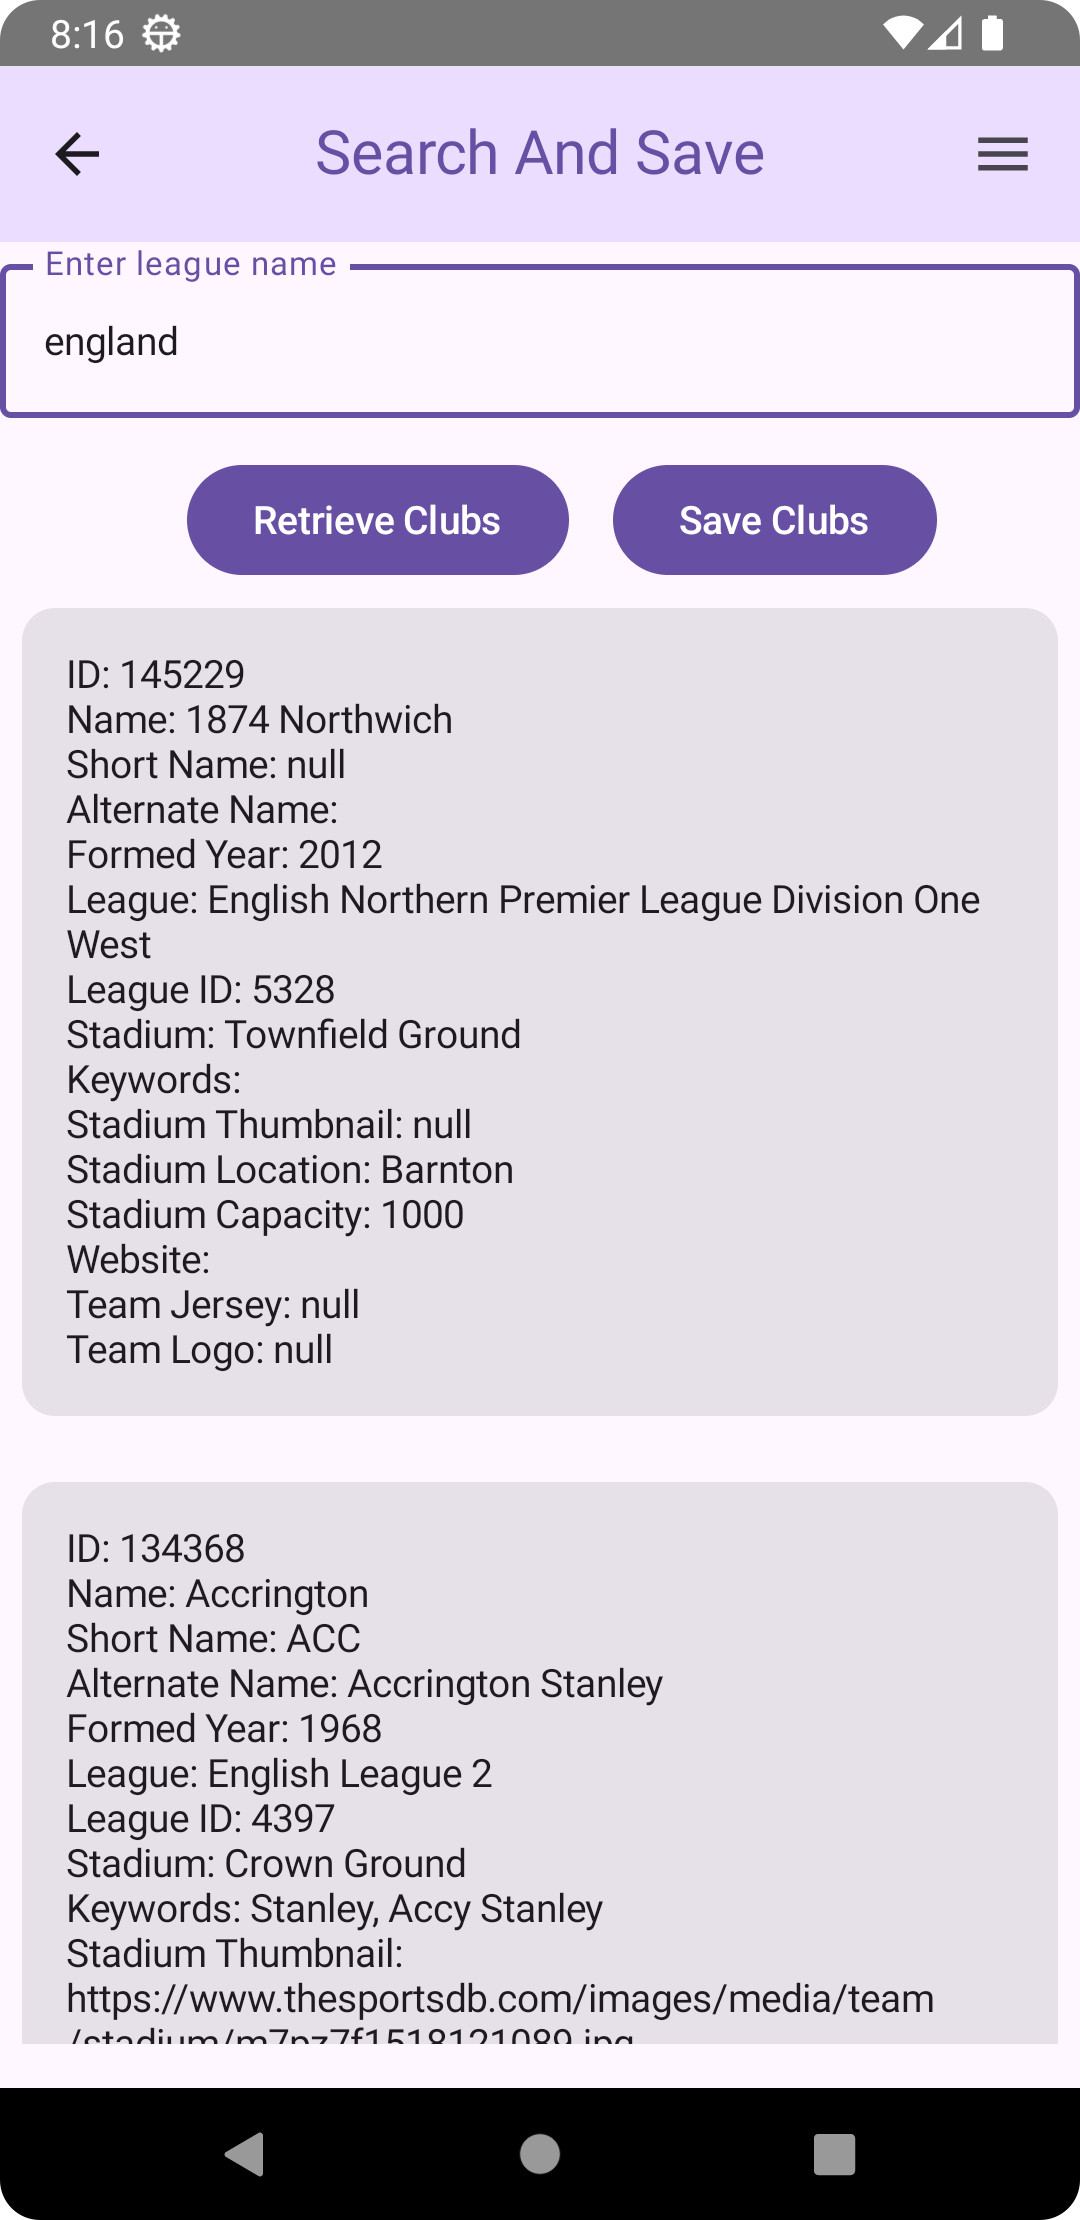 8:16
Search And Save
Enter league name
england
Retrieve Clubs
Save Clubs
ID: 145229
Name: 1874 Northwich
Short Name: null
Alternate Name:
Formed Year: 2012
League: English Northern Premier League Division One
West
League ID: 5328
Stadium: Townfield Ground
Keywords:
Stadium Thumbnail: null
Stadium Location: Barnton
Stadium Capacity: 1000
Website:
Team Jersey: null
Team Logo: null
ID: 134368
Name: Accrington
Short Name: ACC
Alternate Name: Accrington Stanley
Formed Year: 1968
League: English League 2
League ID: 4397
Stadium: Crown Ground
Keywords: Stanley, Accy Stanley
Stadium Thumbnail:
https://www.thesportsdb.com/images/media/team
/stadium/m7pz7f1518121089.jpg